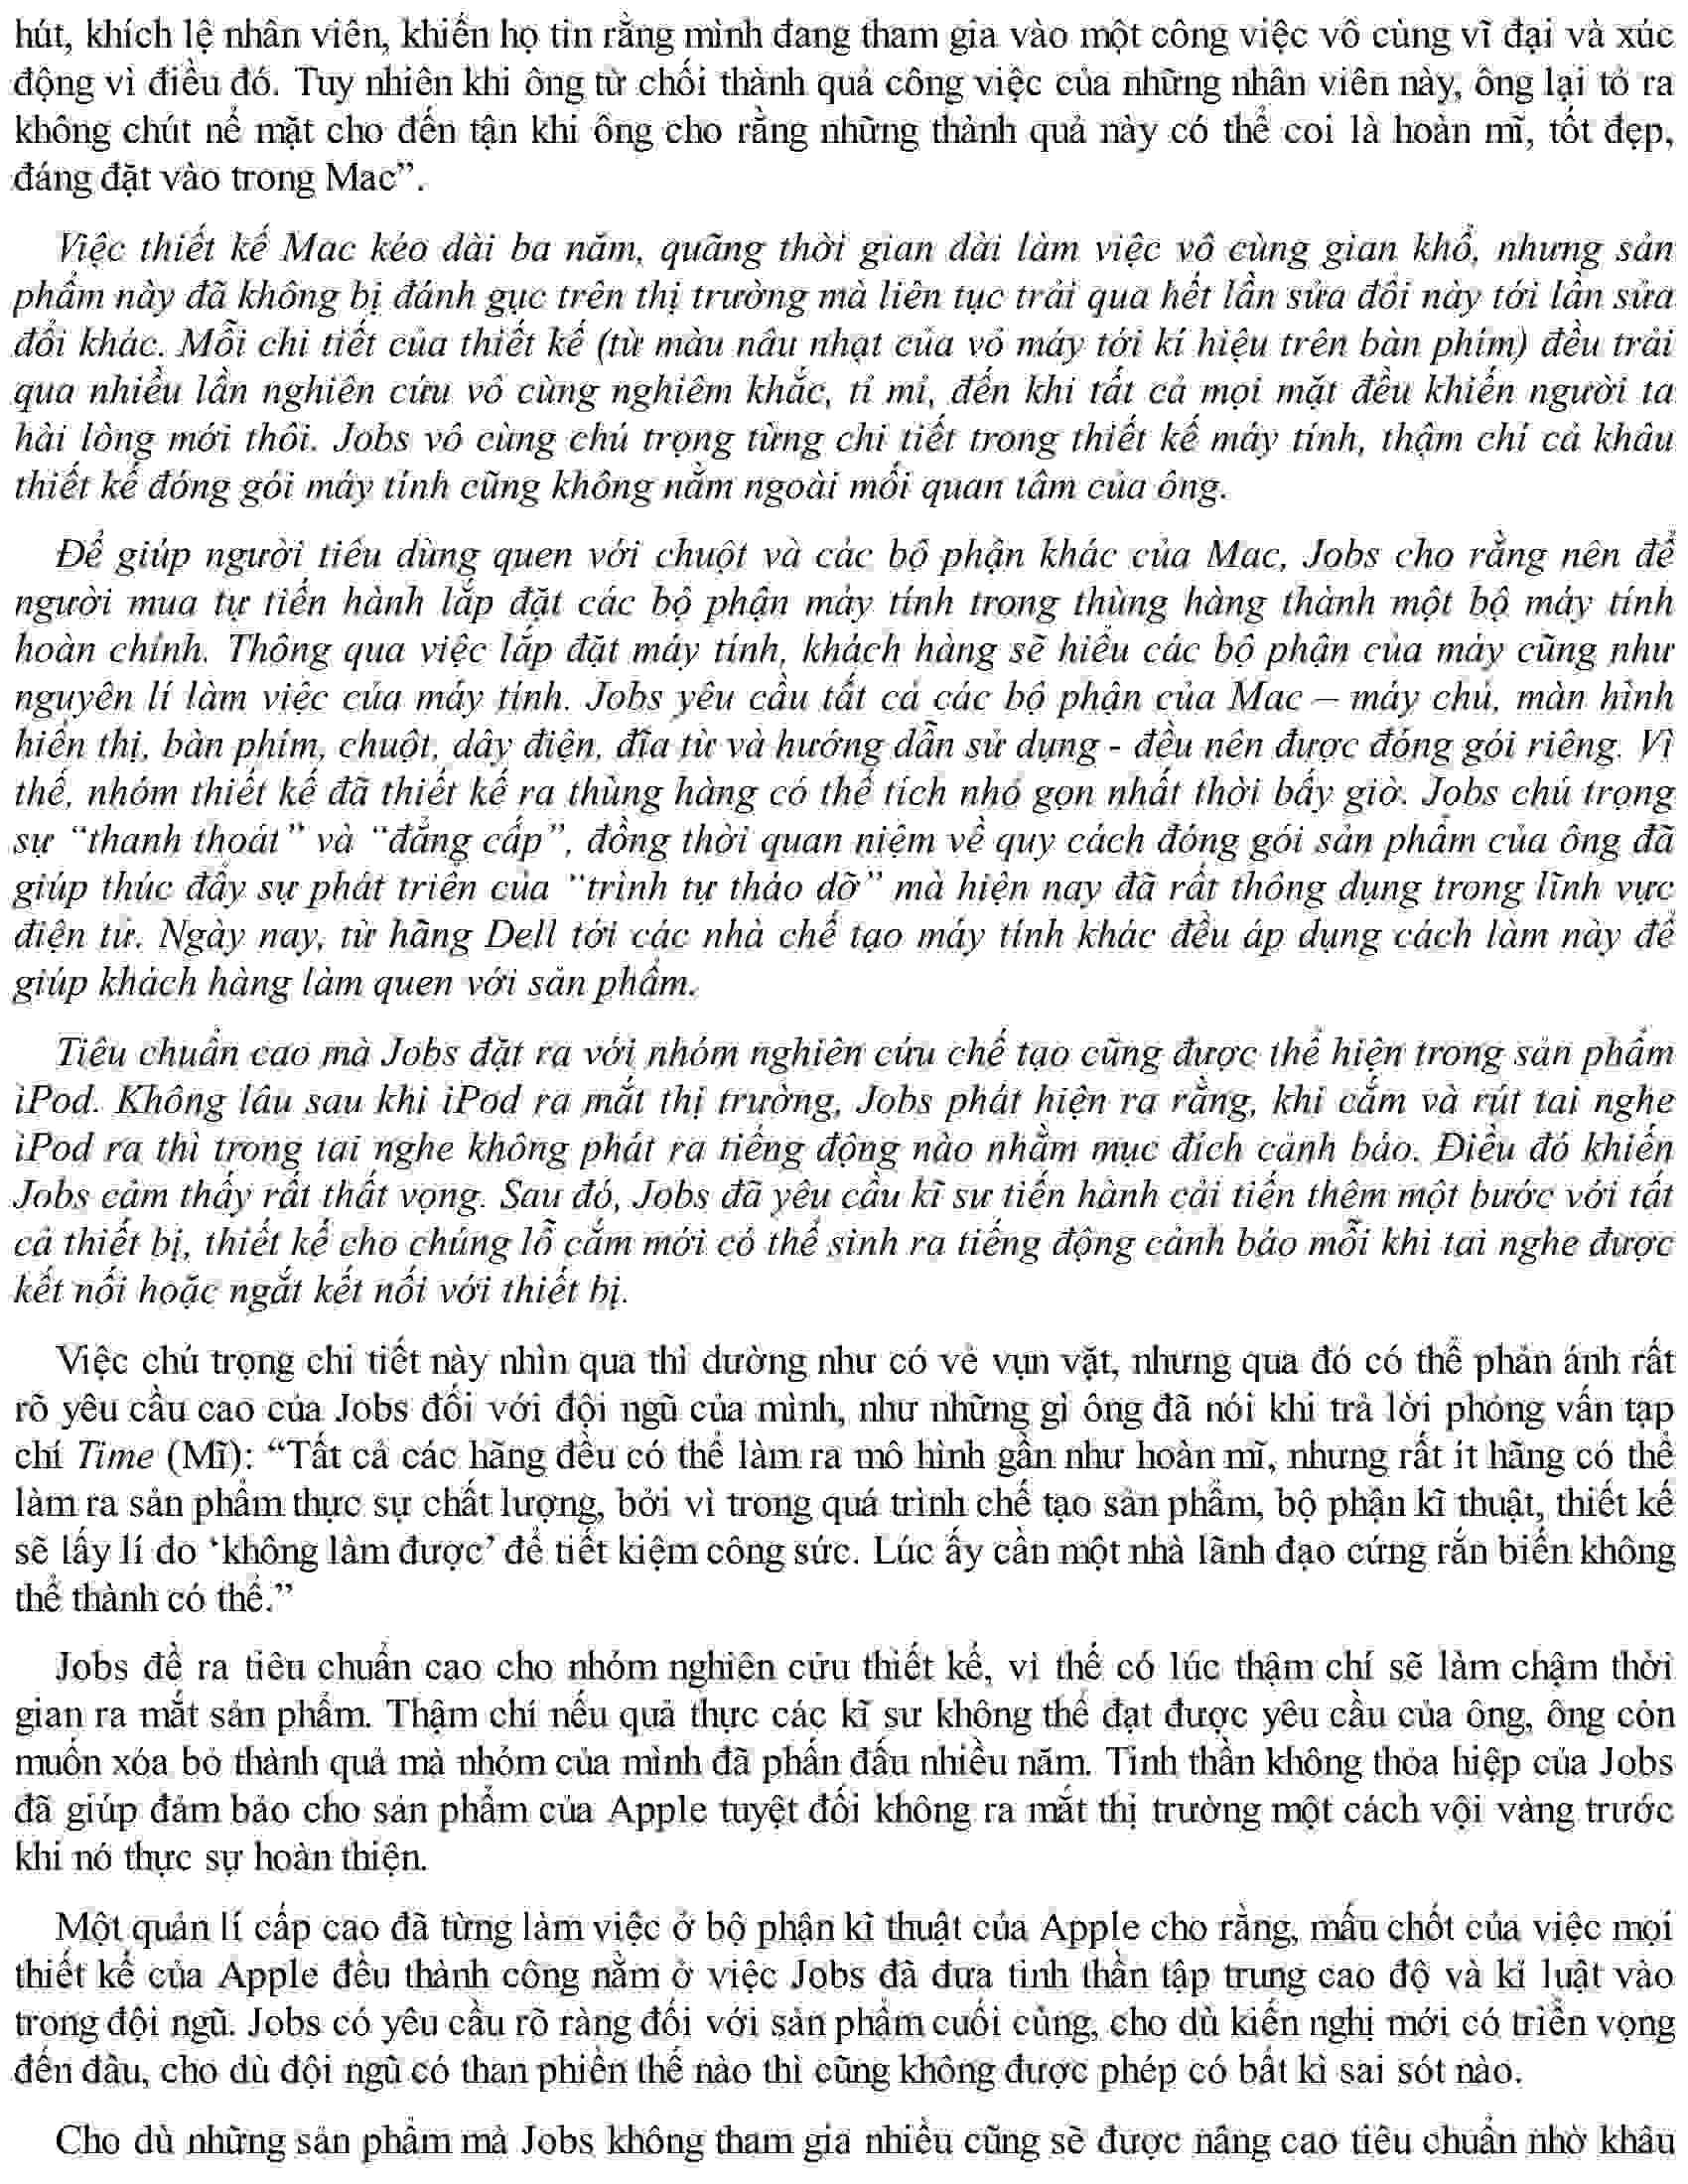 hút, khích lệ nhân viên, khiến họ tin rằng mình đang tham gia vào một công việc vô cùng vĩ đại và xúc
động vì điều đó. Tuy nhiên khi ông từ chối thành quả công việc của những nhân viên này, ông lại tỏ ra
không chút nể mặt cho đến tận khi ông cho rằng những thành quả này có thể coi là hoàn mĩ, tốt đẹp,
đáng đặt vào trong Mac”.
Việc thiết kế Mac kéo dài ba năm, quãng thời gian dài làm việc vô cùng gian khổ, nhưng sản
phẩm này đã không bị đánh gục trên thị trường mà liên tục trải qua hết lần sửa đổi này tới lần sửa
đổi khác. Mỗi chi tiết của thiết kế (từ màu nâu nhạt của vỏ máy tới kí hiệu trên bàn phím) đều trải
qua nhiều lần nghiên cứu vô cùng nghiêm khắc, tỉ mỉ, đến khi tất cả mọi mặt đều khiến người ta
hài lòng mới thôi. Jobs vô cùng chú trọng từng chi tiết trong thiết kế máy tính, thậm chí cả khâu
thiết kế đóng gói máy tính cũng không nằm ngoài mối quan tâm của ông.
Để giúp người tiêu dùng quen với chuột và các bộ phận khác của Mac, Jobs cho rằng nên để
người mua tự tiến hành lắp đặt các bộ phận máy tính trong thùng hàng thành một bộ máy tính
hoàn chỉnh. Thông qua việc lắp đặt máy tính, khách hàng sẽ hiểu các bộ phận của máy cũng như
nguyên lí làm việc của máy tính. Jobs yêu cầu tất cả các bộ phận của Mac – máy chủ, màn hình
hiển thị, bàn phím, chuột, dây điện, đĩa từ và hướng dẫn sử dụng - đều nên được đóng gói riêng. Vì
thế, nhóm thiết kế đã thiết kế ra thùng hàng có thể tích nhỏ gọn nhất thời bấy giờ. Jobs chú trọng
sự “thanh thoát” và “đẳng cấp”, đồng thời quan niệm về quy cách đóng gói sản phẩm của ông đã
giúp thúc đẩy sự phát triển của “trình tự tháo dỡ” mà hiện nay đã rất thông dụng trong lĩnh vực
điện tử. Ngày nay, từ hãng Dell tới các nhà chế tạo máy tính khác đều áp dụng cách làm này để
giúp khách hàng làm quen với sản phẩm.
Tiêu chuẩn cao mà Jobs đặt ra với nhóm nghiên cứu chế tạo cũng được thể hiện trong sản phẩm
iPod. Không lâu sau khi iPod ra mắt thị trường, Jobs phát hiện ra rằng, khi cắm và rút tai nghe
iPod ra thì trong tai nghe không phát ra tiếng động nào nhằm mục đích cảnh báo. Điều đó khiến
Jobs cảm thấy rất thất vọng. Sau đó, Jobs đã yêu cầu kĩ sư tiến hành cải tiến thêm một bước với tất
cả thiết bị, thiết kế cho chúng lỗ cắm mới có thể sinh ra tiếng động cảnh báo mỗi khi tai nghe được
kết nối hoặc ngắt kết nối với thiết bị.
Việc chú trọng chi tiết này nhìn qua thì dường như có vẻ vụn vặt, nhưng qua đó có thể phản ánh rất
rõ yêu cầu cao của Jobs đối với đội ngũ của mình, như những gì ông đã nói khi trả lời phỏng vấn tạp
chí Time (Mĩ): “Tất cả các hãng đều có thể làm ra mô hình gần như hoàn mĩ, nhưng rất ít hãng có thể
làm ra sản phẩm thực sự chất lượng, bởi vì trong quá trình chế tạo sản phẩm, bộ phận kĩ thuật, thiết kế
sẽ lấy lí do ‘không làm được’ để tiết kiệm công sức. Lúc ấy cần một nhà lãnh đạo cứng rắn biến không
thể thành có thể.”
Jobs đề ra tiêu chuẩn cao cho nhóm nghiên cứu thiết kế, vì thế có lúc thậm chí sẽ làm chậm thời
gian ra mắt sản phẩm. Thậm chí nếu quả thực các kĩ sư không thể đạt được yêu cầu của ông, ông còn
muốn xóa bỏ thành quả mà nhóm của mình đã phấn đấu nhiều năm. Tinh thần không thỏa hiệp của Jobs
đã giúp đảm bảo cho sản phẩm của Apple tuyệt đối không ra mắt thị trường một cách vội vàng trước
khi nó thực sự hoàn thiện.
Một quản lí cấp cao đã từng làm việc ở bộ phận kĩ thuật của Apple cho rằng, mấu chốt của việc mọi
thiết kế của Apple đều thành công nằm ở việc Jobs đã đưa tinh thần tập trung cao độ và kỉ luật vào
trong đội ngũ. Jobs có yêu cầu rõ ràng đối với sản phẩm cuối cùng, cho dù kiến nghị mới có triển vọng
đến đâu, cho dù đội ngũ có than phiền thế nào thì cũng không được phép có bất kì sai sót nào.
Cho dù những sản phẩm mà Jobs không tham gia nhiều cũng sẽ được nâng cao tiêu chuẩn nhờ khâu